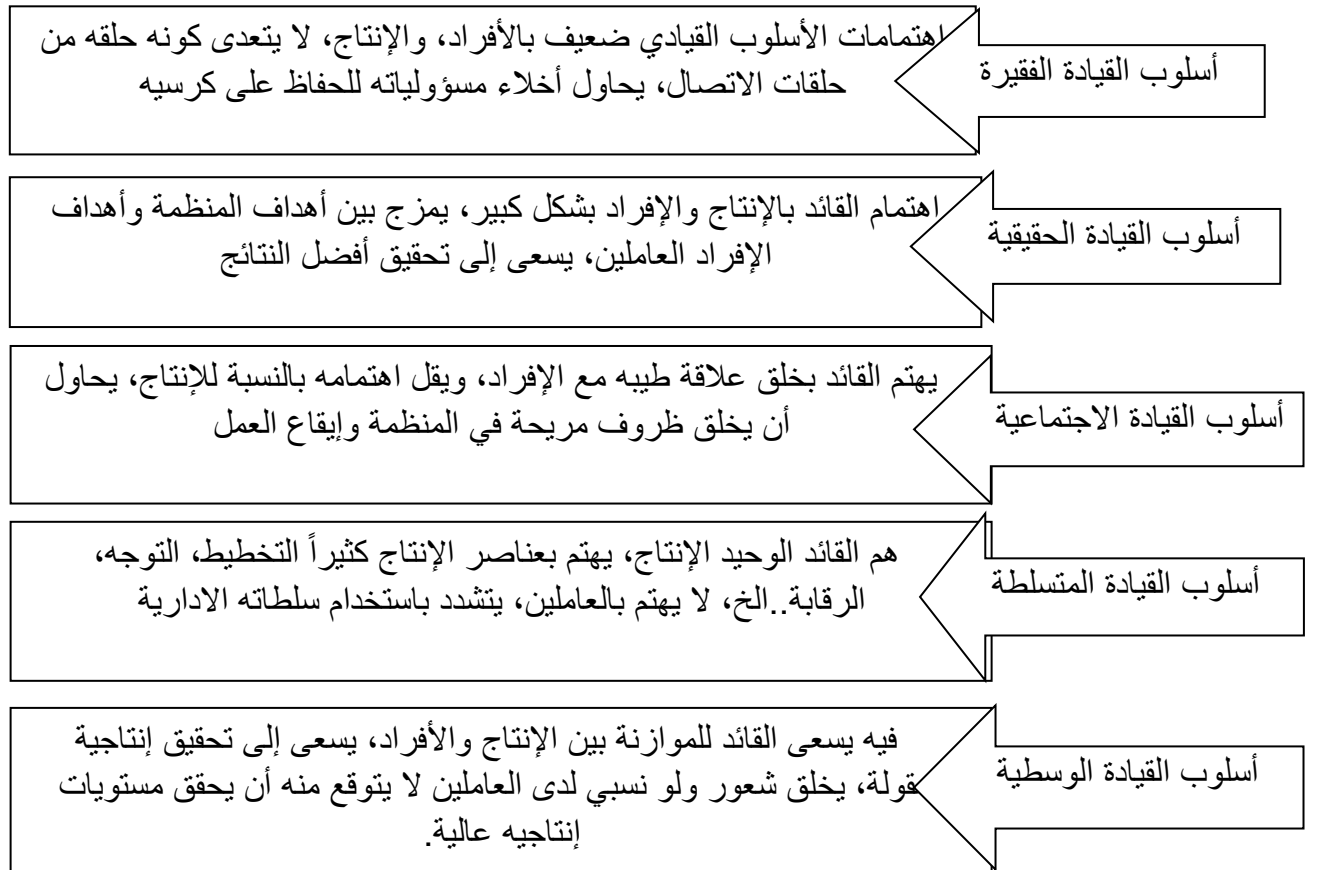 أسلوب القيادة الفقيرة
اهتمامات الأسلوب القيادي ضعيف بالأفراد، والإنتاج، لا يتعدى كونه حلقه من
حلقات الاتصال، يحاول أخلاء مسؤولياته للحفاظ على كرسيه
أسلوب القيادة الحقيقية
اهتمام القائد بالإنتاج والإفراد بشكل كبير، يمزج بين أهداف المنظمة وأهداف
الإفراد العاملين، يسعى إلى تحقيق أفضل النتائج
أسلوب القيادة الاجتماعية
يهتم القائد بخلق علاقة طيبه مع الإفراد، ويقل اهتمامه بالنسبة للإنتاج، يحاول
أن يخلق ظروف مريحة في المنظمة وإيقاع العمل
أسلوب القيادة المتسلطة
هم القائد الوحيد الإنتاج، يهتم بعناصر الإنتاج كثيراً التخطيط، التوجه،
الرقابة..الخ، لا يهتم بالعاملين، يتشدد باستخدام سلطاته الادارية
أسلوب القيادة الوسطية
فيه يسعى القائد للموازنة بين الإنتاج والأفراد، يسعى إلى تحقيق إنتاجية
يخلق شعور ولو نسبي لدى العاملين لا يتوقع منه أن يحقق مستويات
إنتاجيه عالية.